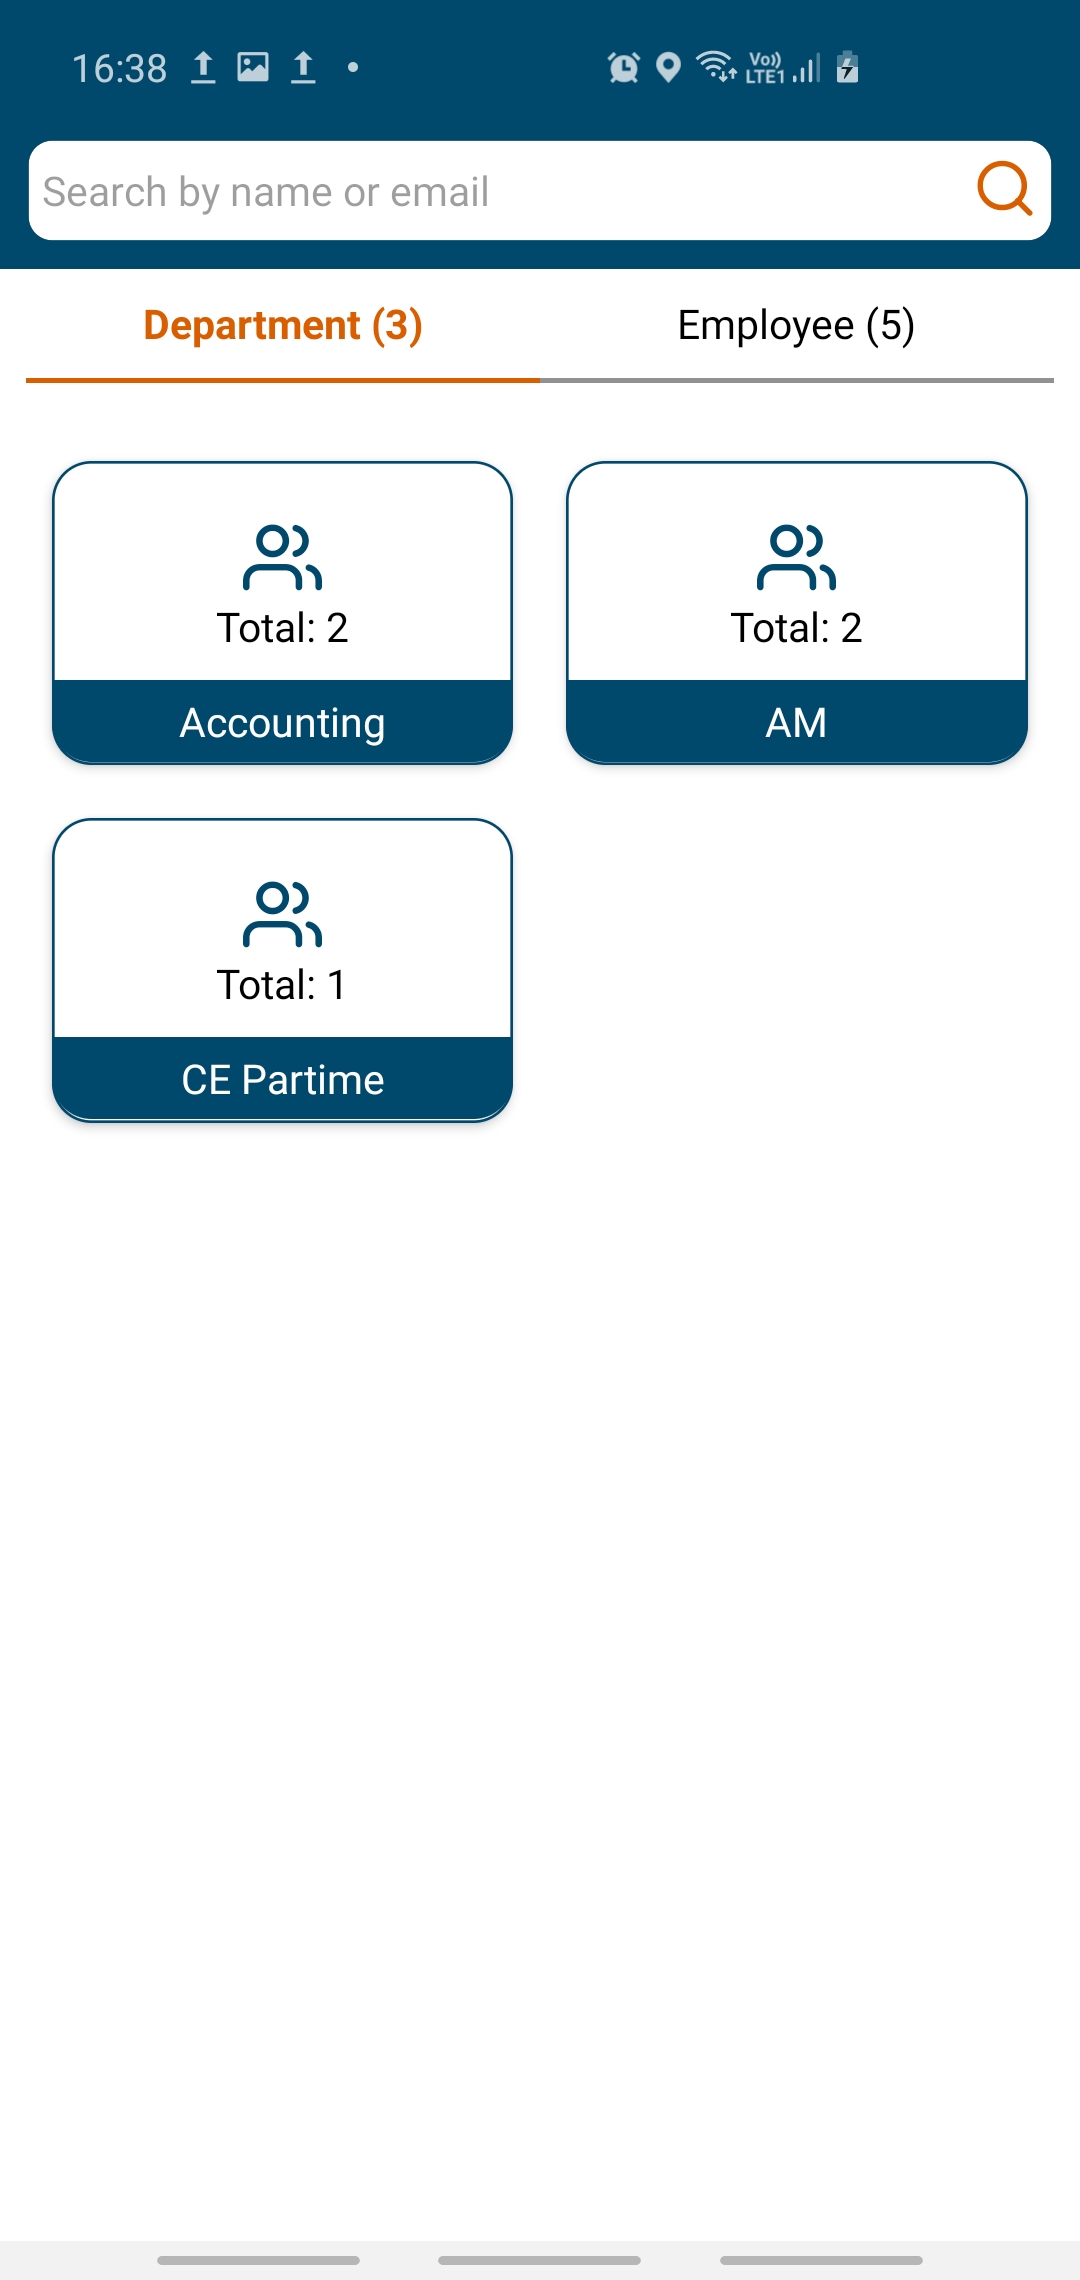 16:38
Vo)) LTE1
Search by name or email
Department (3)
Employee (5)
Total: 2
Accounting
Total: 2
AM
Total: 1
CE Partime